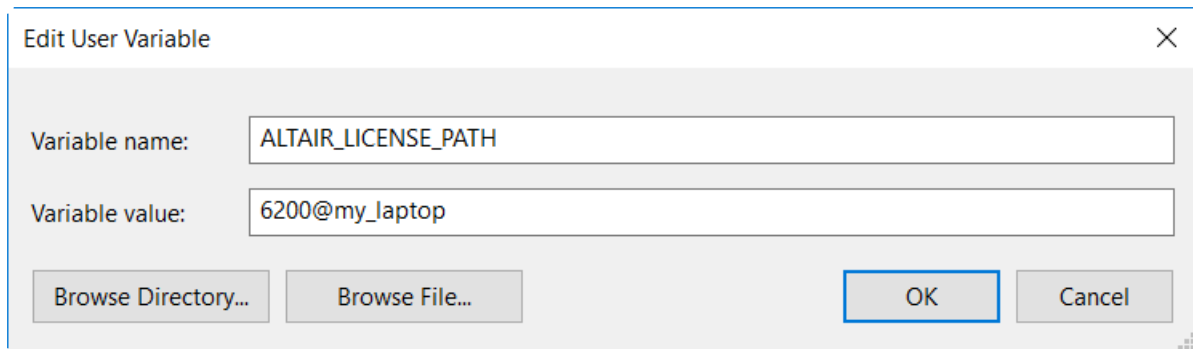 Edit User Variable
Variable name: ALTAIR_LICENSE_PATH
Variable value: 6200@my_laptop
Browse Directory... Browse File... OK Cancel